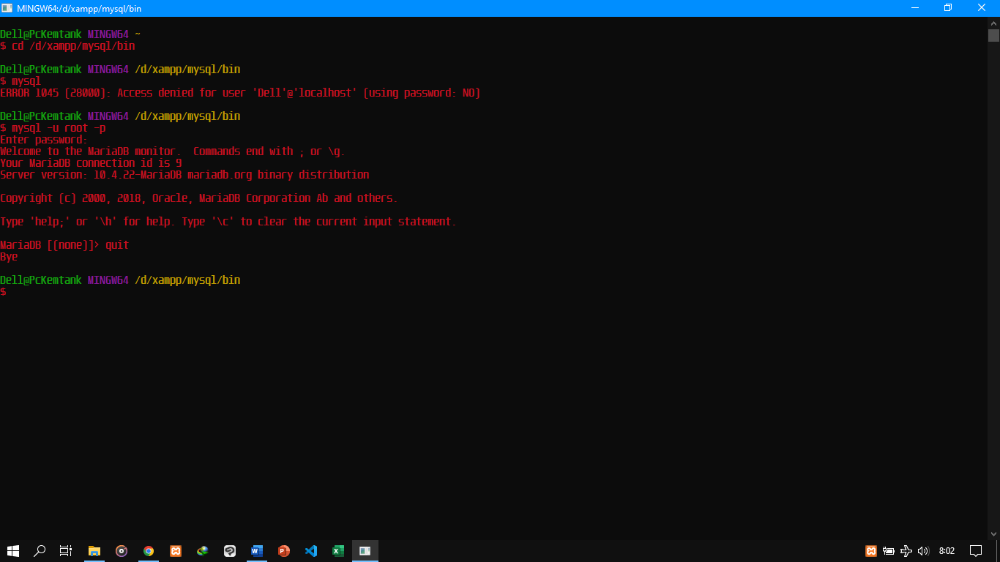 MINGW64:/d/xampp/mysql/bin
Dell@PcKemtank MINGW64 ~
$ cd /d/xampp/mysql/bin
Dell@PcKemtank MINGW64 /d/xampp/mysql/bin
$ mysql
ERROR 1045 (28000): Access denied for user 'Dell'@'localhost' (using password: NO)
Dell@PcKemtank MINGW64 /d/xampp/mysql/bin
$ mysql -u root -p
Enter password:
Welcome to the MariaDB monitor.  Commands end with ; or \g.
Your MariaDB connection id is 9
Server version: 10.4.22-MariaDB mariadb.org binary distribution
Copyright (c) 2000, 2018, Oracle, MariaDB Corporation Ab and others.
Type 'help;' or '\h' for help. Type '\c' to clear the current input statement.
MariaDB [(none)]> quit
Bye
Dell@PcKemtank MINGW64 /d/xampp/mysql/bin
$
8:02